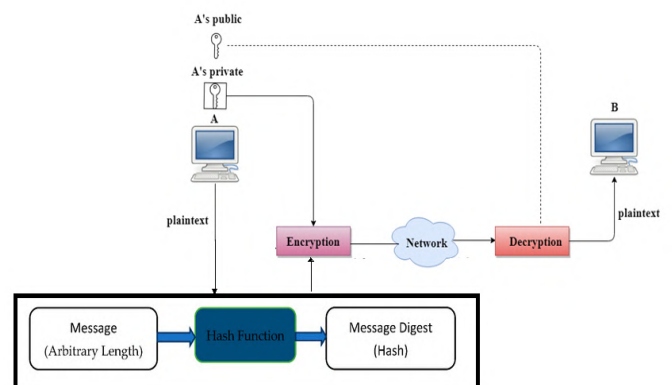 A's public
A's private
A
B
plaintext
plaintext
Encryption
Network
Decryption
Message
(Arbitrary Length)
Hash Function
Message Digest
(Hash)